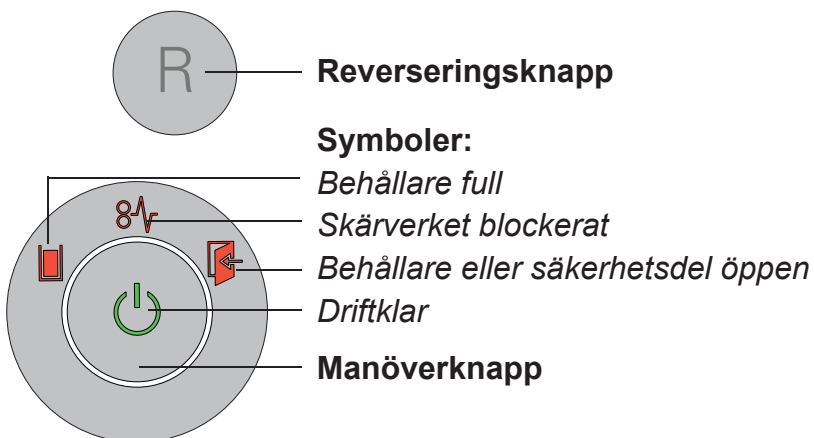 R
Reverseringsknapp
Symboler:
Behållare full
Skärverket blockerat
Behållare eller säkerhetsdel öppen
Driftklar
Manöverknapp